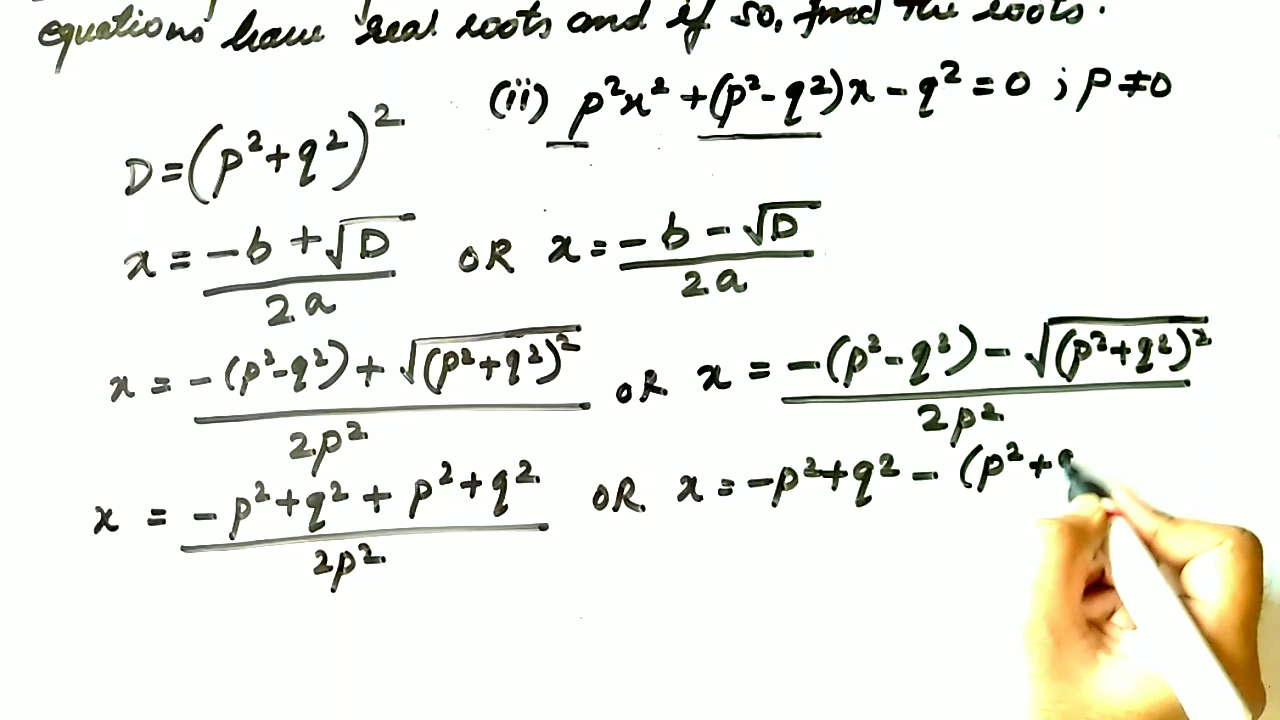 equations have real roots and if so, find the roots.
(ii) p²x² + (p² - q²)x - q² = 0 ; p ≠ 0
D = (p² + q²)²
x = (-b + √D)/2a OR x = (-b - √D)/2a
x = (-(p² - q²) + √(p² + q²)²)/2p² OR x = (-(p² - q²) - √(p² + q²)²)/2p²
x = (-p² + q² + p² + q²)/2p² OR x = -p² + q² - (p² +